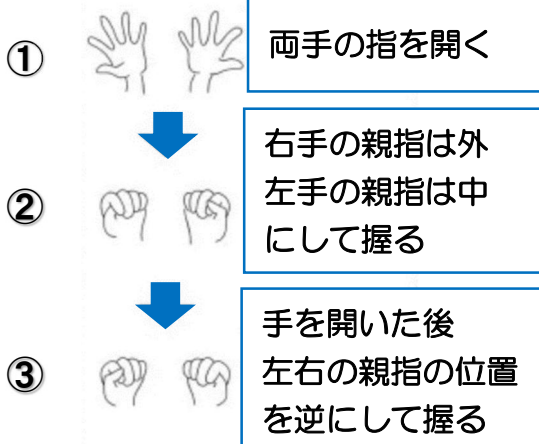 ① 両手の指を開く
② 右手の親指は外
左手の親指は中
にして握る
③ 手を開いた後
左右の親指の位置
を逆にして握る